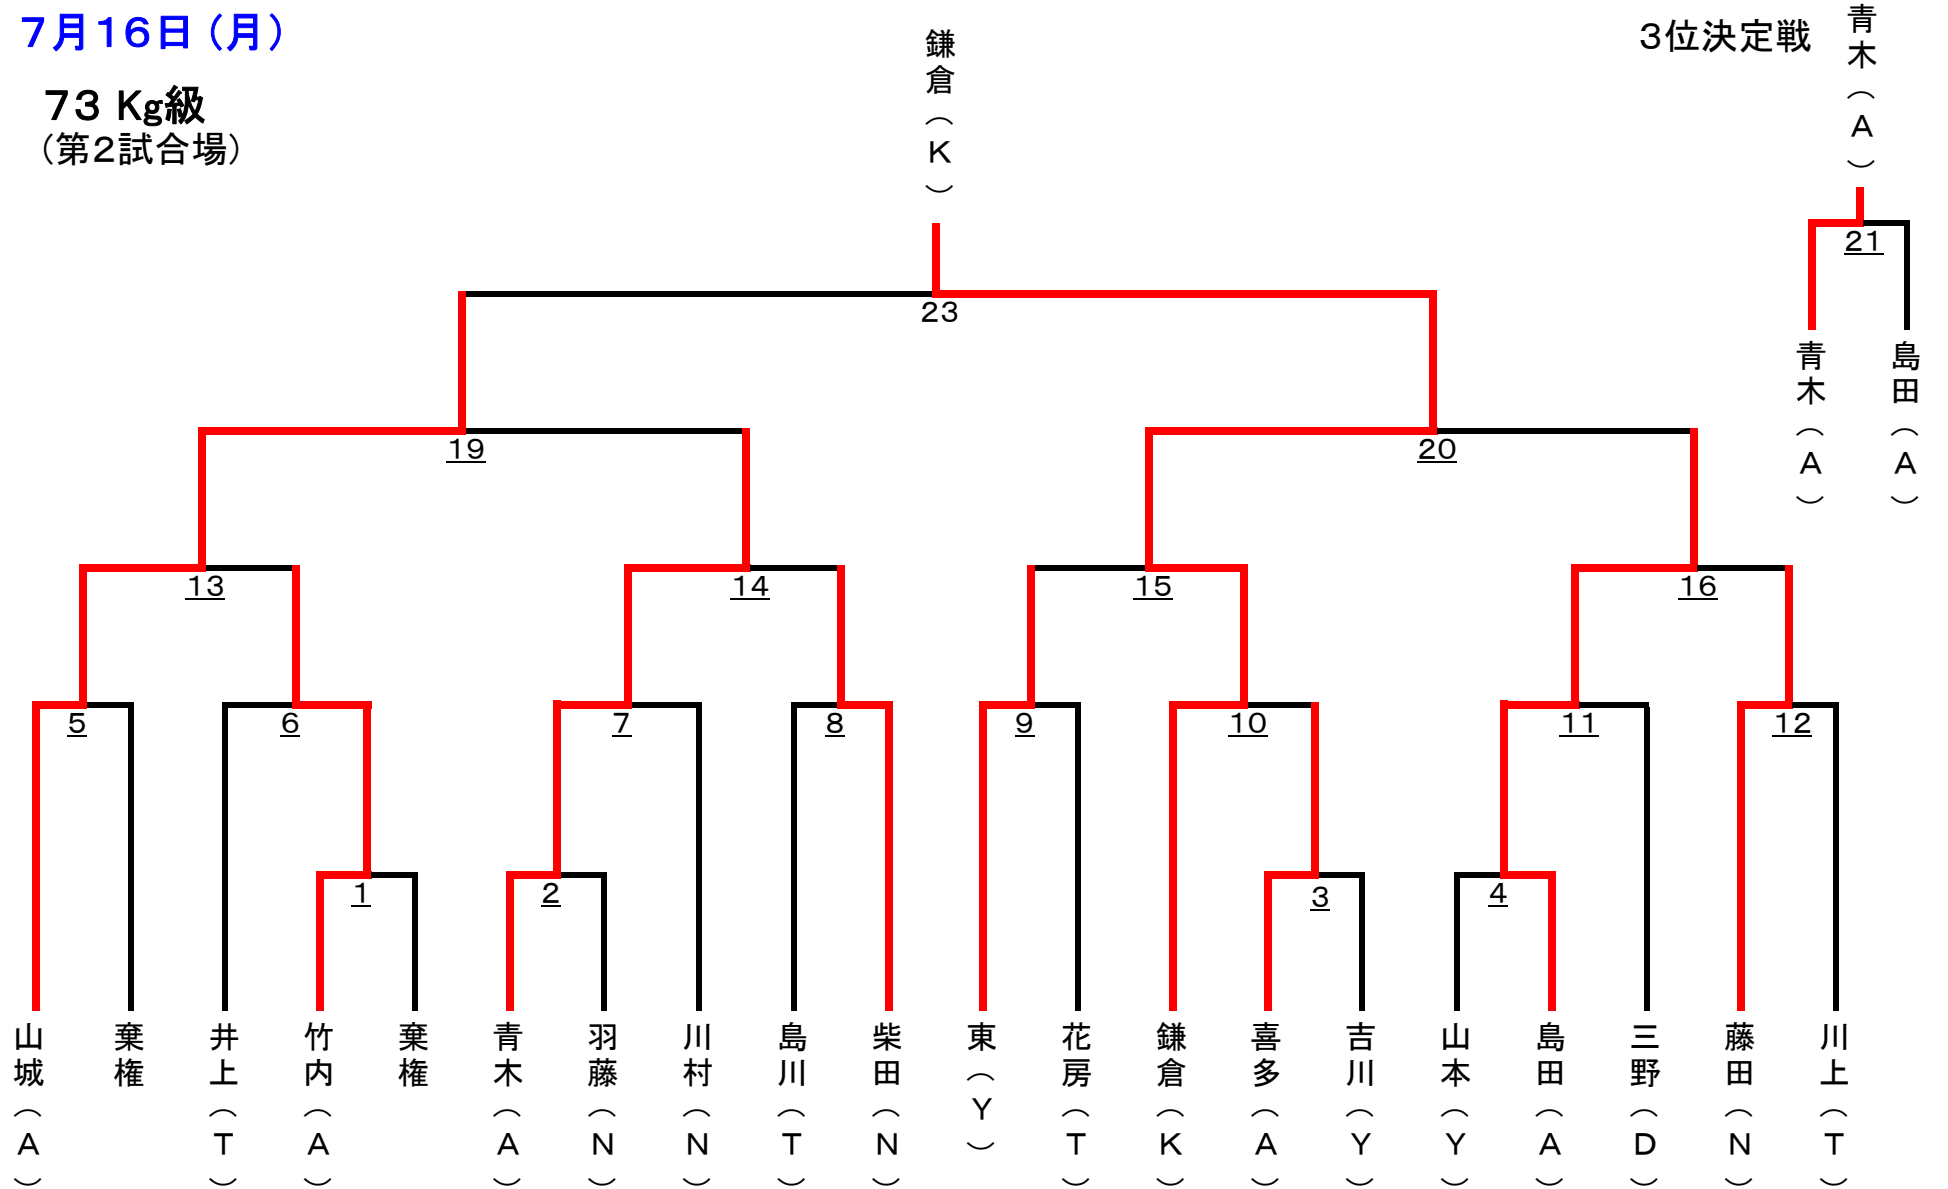 7月16日（月）
73 Kg級
（第2試合場）
鎌倉（K）
3位決定戦
青木（A）
21
青木（A）
島田（A）
23
19
20
13
14
15
16
5
6
7
8
9
10
11
12
1
2
3
4
山城（A）
棄権
井上（T）
竹内（A）
棄権
青木（A）
羽藤（N）
川村（N）
島川（T）
柴田（N）
東（Y）
花房（T）
鎌倉（K）
喜多（A）
吉川（Y）
山本（Y）
島田（A）
三野（D）
藤田（N）
川上（T）